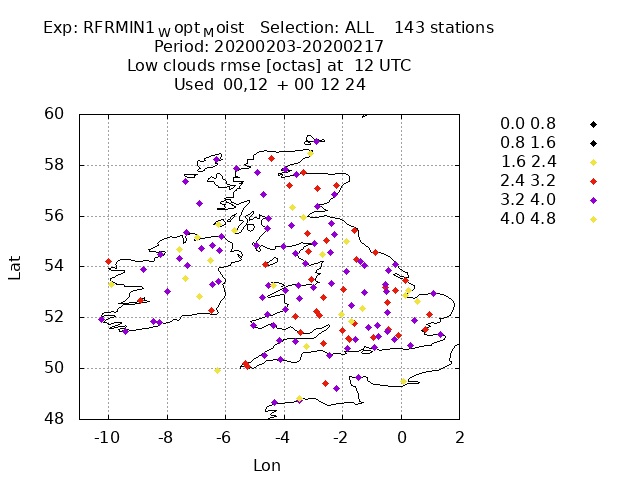 Exp: RFRMIN1WoptMoist Selection: ALL 143 stations
Period: 20200203-20200217
Low clouds rmse [octas] at 12 UTC
Used 00,12 + 00 12 24
60
58
56
54
52
50
48
Lat
-10 -8 -6 -4 -2 0 2
Lon
0.0 0.8
0.8 1.6
1.6 2.4
2.4 3.2
3.2 4.0
4.0 4.8